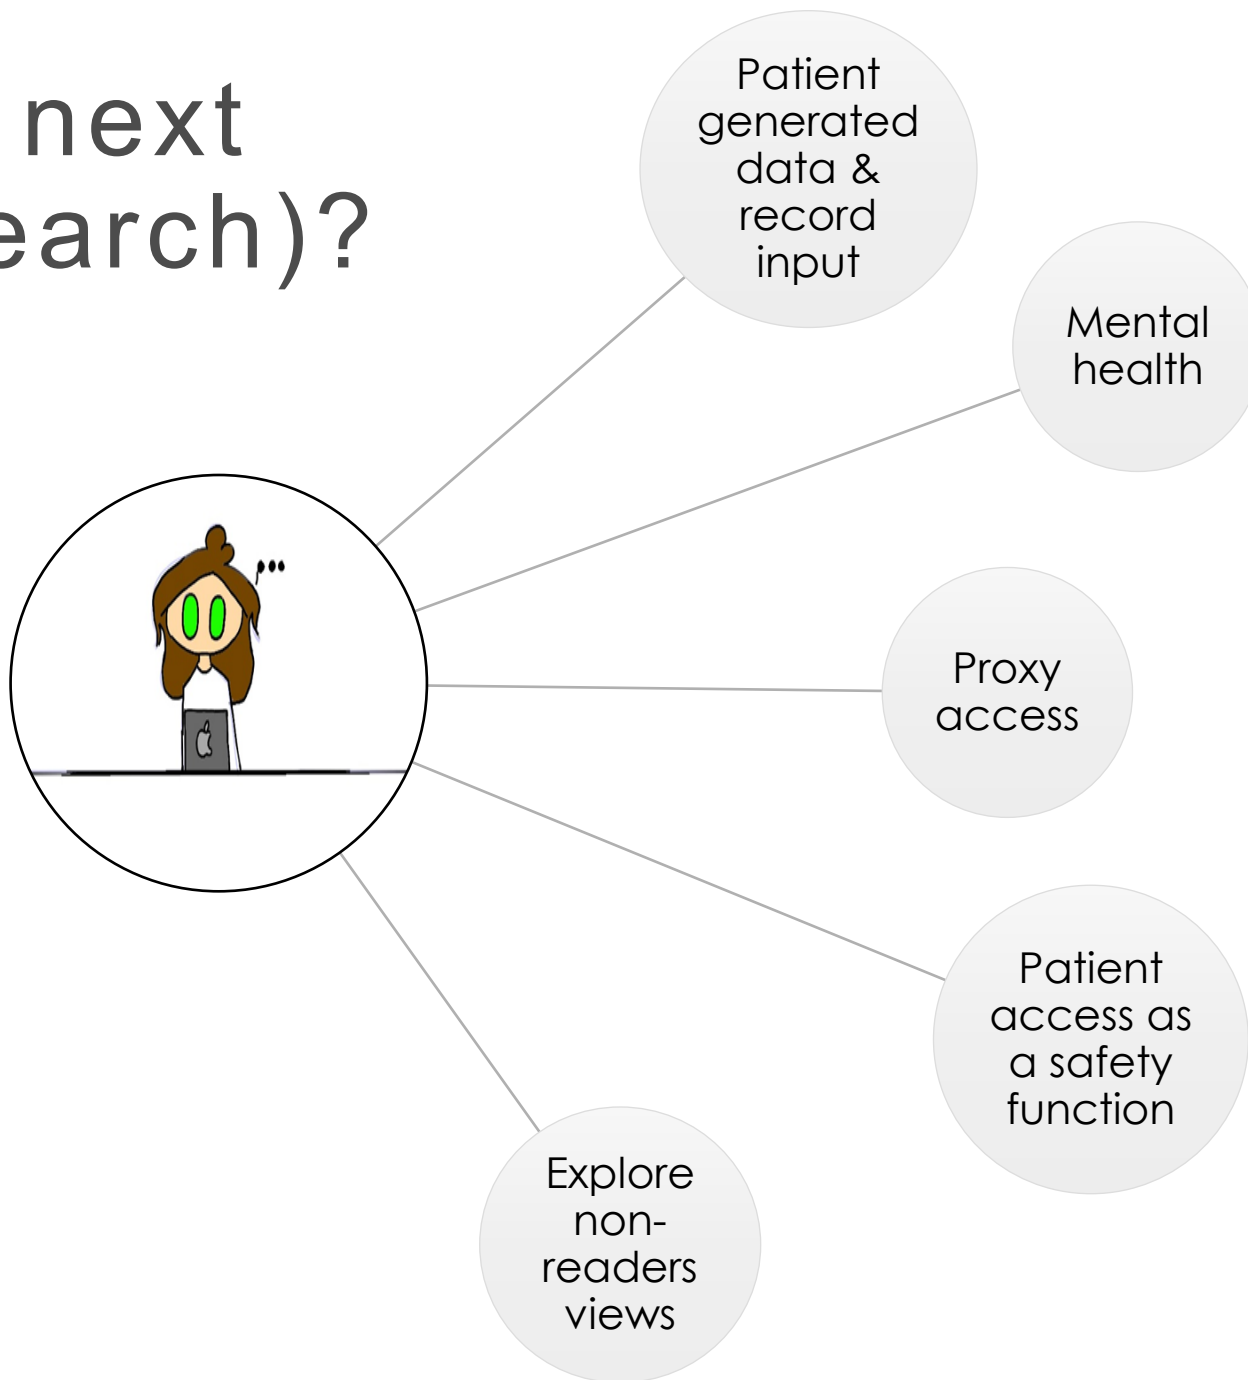 next
earch)?
Patient
generated
data &
record
input
Mental
health
Proxy
access
Patient
access as
a safety
function
Explore
non-
readers
views